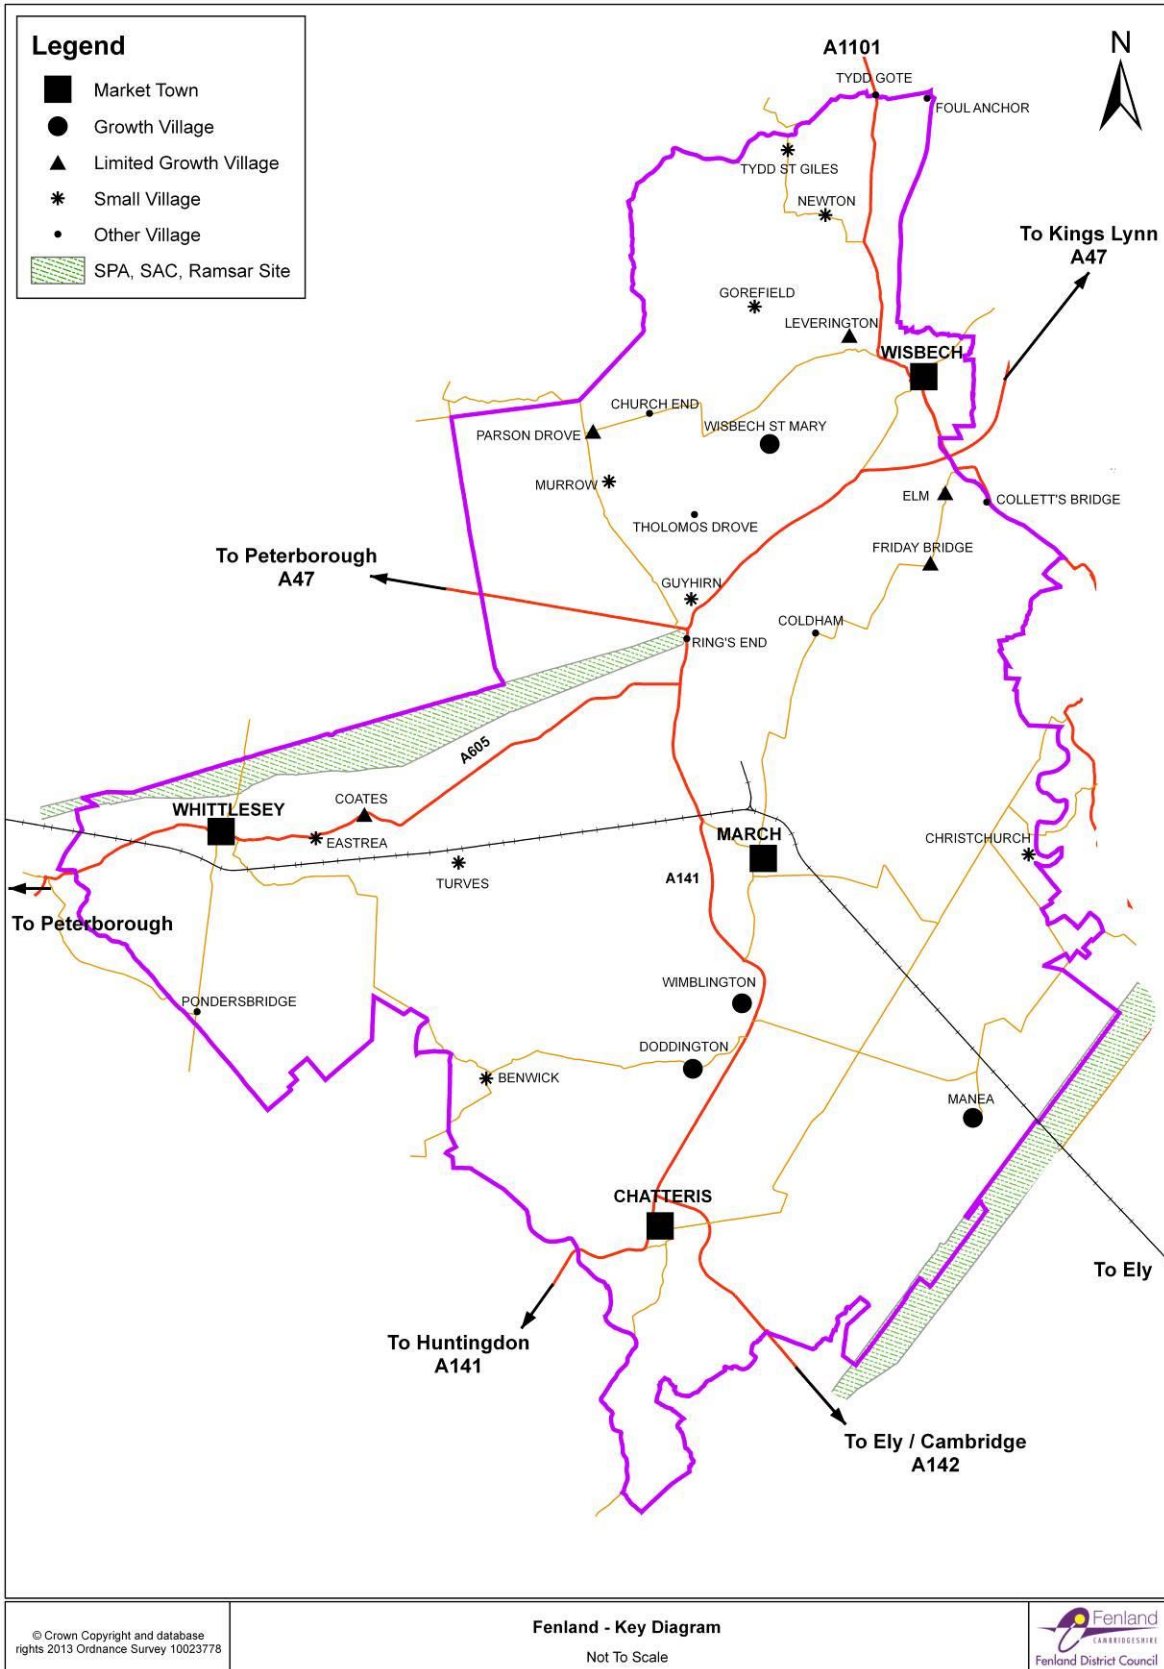 Legend
Market Town
Growth Village
Limited Growth Village
Small Village
Other Village
SPA, SAC, Ramsar Site
N
A1101
TYDD GOTE
FOUL ANCHOR
TYDD ST GILES
NEWTON
To Kings Lynn
A47
GOREFIELD
LEVERINGTON
WISBECH
CHURCH END
WISBECH ST MARY
PARSON DROVE
MURROW
ELM
COLLETT'S BRIDGE
THOLOMOS DROVE
FRIDAY BRIDGE
To Peterborough
A47
GUYHIRN
COLDHAM
RING'S END
A605
COATES
WHITTLESEY
EASTREA
MARCH
CHRISTCHURCH
TURVES
A141
To Peterborough
WIMBLINGTON
PONDERSBRIDGE
DODDINGTON
BENWICK
MANEA
CHATTERIS
To Ely
To Huntingdon
A141
To Ely / Cambridge
A142
© Crown Copyright and database
rights 2013 Ordnance Survey 10023778
Fenland - Key Diagram
Not To Scale
Fenland
CAMBRIDGESHIRE
Fenland District Council